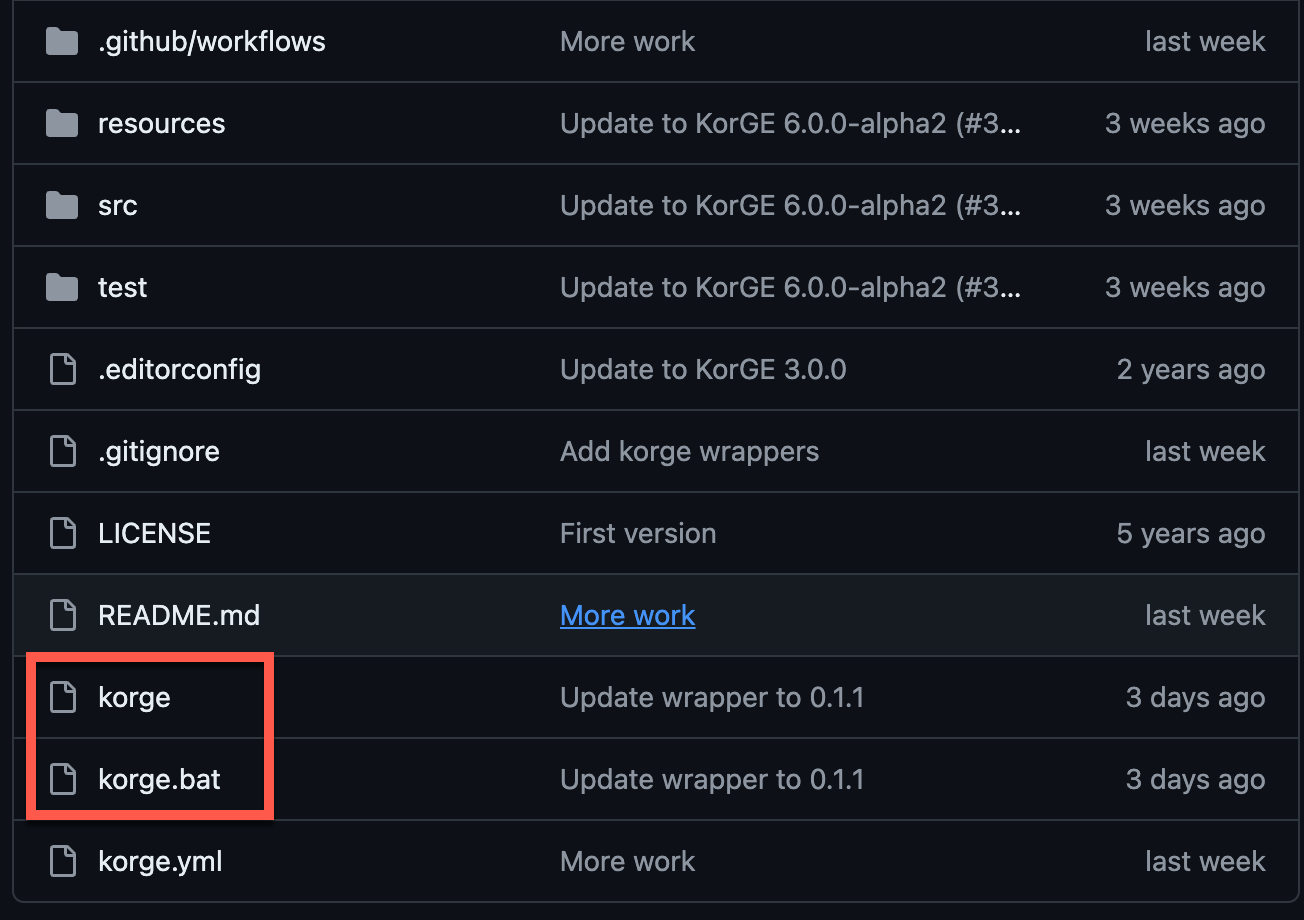 .github/workflows More work last week
resources Update to KorGE 6.0.0-alpha2 (#3... 3 weeks ago
src Update to KorGE 6.0.0-alpha2 (#3... 3 weeks ago
test Update to KorGE 6.0.0-alpha2 (#3... 3 weeks ago
.editorconfig Update to KorGE 3.0.0 2 years ago
.gitignore Add korge wrappers last week
LICENSE First version 5 years ago
README.md More work last week
korge Update wrapper to 0.1.1 3 days ago
korge.bat Update wrapper to 0.1.1 3 days ago
korge.yml More work last week